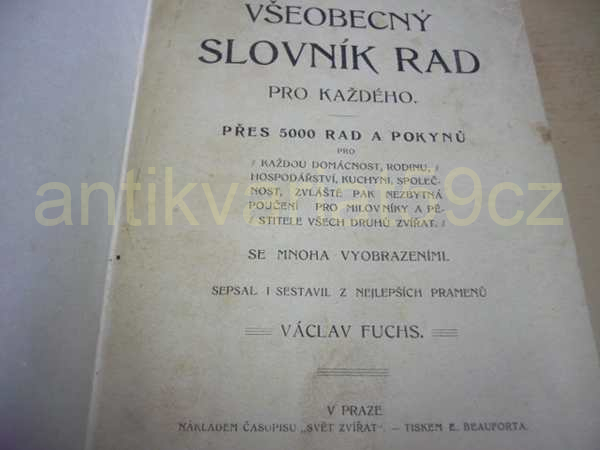 VŠEOBECNÝ
SLOVNÍK RAD
PRO KAŽDÉHO.
PŘES 5000 RAD A POKYNŮ
PRO
/ KAŽDOU DOMÁCNOST, RODINU, /
HOSPODÁŘSTVÍ, KUCHYNI, SPOLEČ-
NOST, ZVLÁŠTĚ PAK NEZBYTNÁ
POUČENÍ PRO MILOVNÍKY A PĚ-
/ STITELE VŠECH DRUHŮ ZVÍŘAT. /
SE MNOHA VYOBRAZENÍMI.
SEPSAL I SESTAVIL Z NEJLEPŠÍCH PRAMENŮ
VÁCLAV FUCHS.
V PRAZE
NÁKLADEM ČASOPISU „SVĚT ZVÍŘAT“. — TISKEM E. BEAUFORTA.